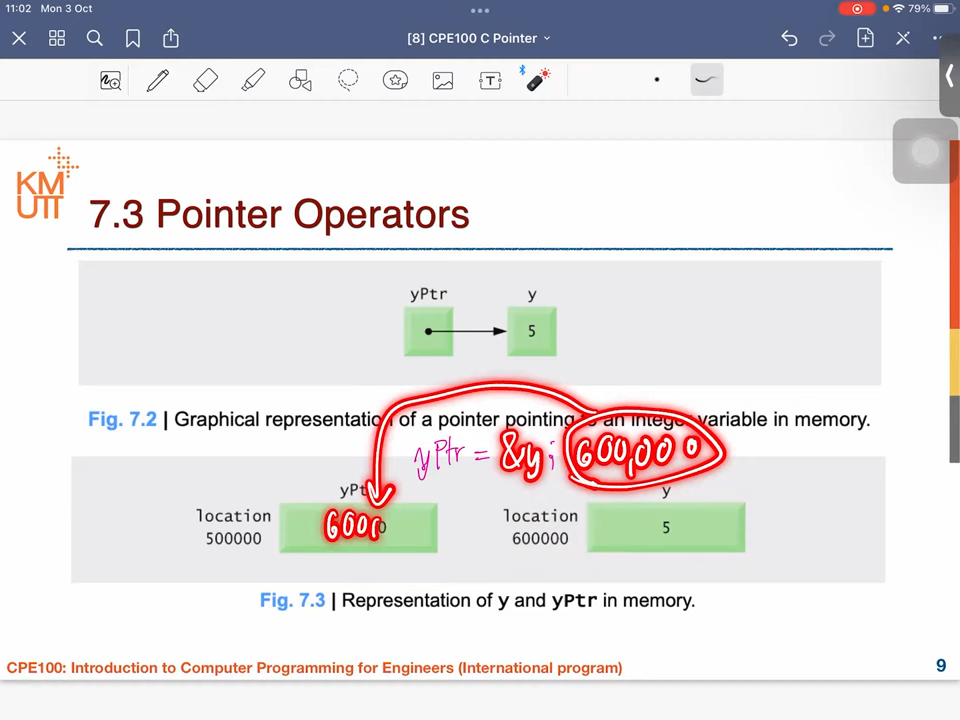 11:02 Mon 3 Oct
79%
[8] CPE100 C Pointer
T
KM
UTT
7.3 Pointer Operators
yPtr y
5
Fig. 7.2 | Graphical representation of a pointer pointing to an integer variable in memory.
yPtr = &y; 600,000
yPtr y
location 500000 6000 location 600000 5
Fig. 7.3 | Representation of y and yPtr in memory.
CPE100: Introduction to Computer Programming for Engineers (International program) 9